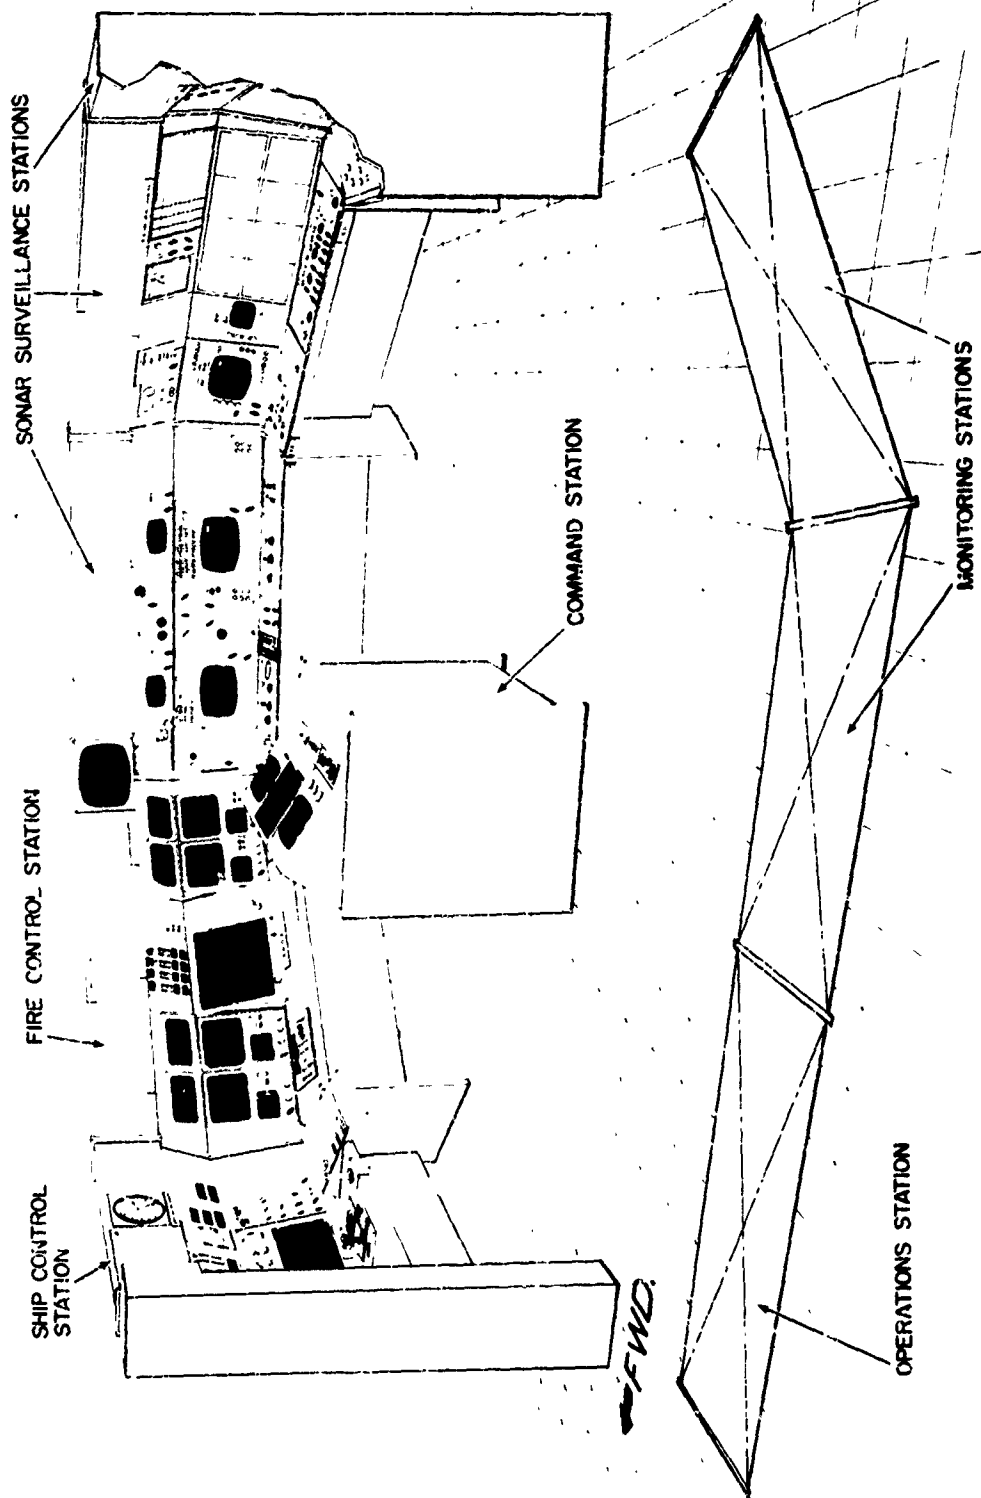 SHIP CONTROL
STATION
FIRE CONTROL STATION
SONAR SURVEILLANCE STATIONS
COMMAND STATION
FWD.
OPERATIONS STATION
MONITORING STATIONS